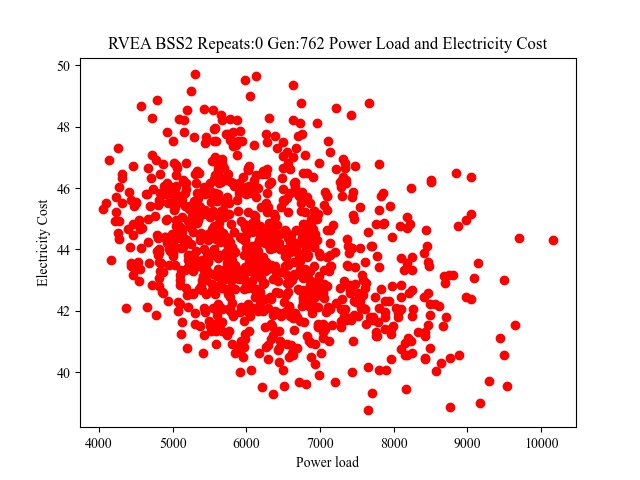 RVEA BSS2 Repeats:0 Gen:762 Power Load and Electricity Cost
50
48
46
44
42
40
Electricity Cost
4000 5000 6000 7000 8000 9000 10000
Power load